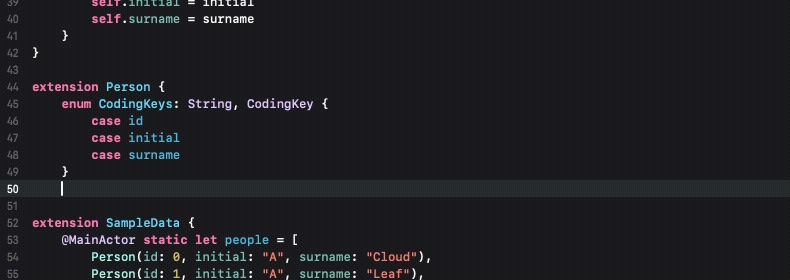 39 self.initial = initial
40 self.surname = surname
41 }
42 }
43
44 extension Person {
45 enum CodingKeys: String, CodingKey {
46 case id
47 case initial
48 case surname
49 }
50
51
52 extension SampleData {
53 @MainActor static let people = [
54 Person(id: 0, initial: "A", surname: "Cloud"),
55 Person(id: 1, initial: "A", surname: "Leaf"),